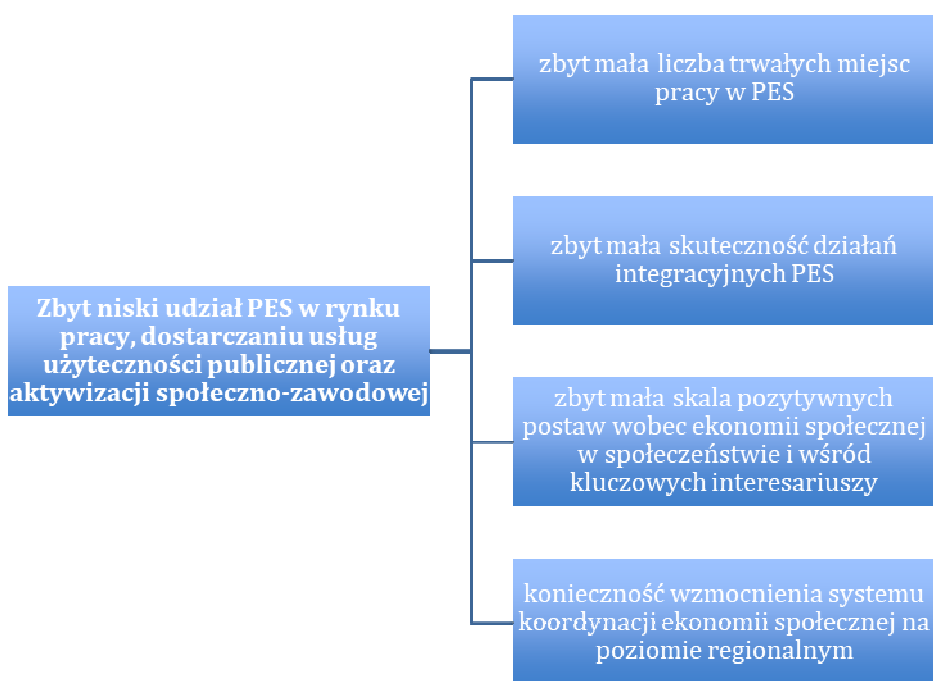 Zbyt niski udział PES w rynku
pracy, dostarczaniu usług
użyteczności publicznej oraz
aktywizacji społeczno-zawodowej
zbyt mała liczba trwałych miejsc
pracy w PES
zbyt mała skuteczność działań
integracyjnych PES
zbyt mała skala pozytywnych
postaw wobec ekonomii społecznej
w społeczeństwie i wśród
kluczowych interesariuszy
konieczność wzmocnienia systemu
koordynacji ekonomii społecznej na
poziomie regionalnym